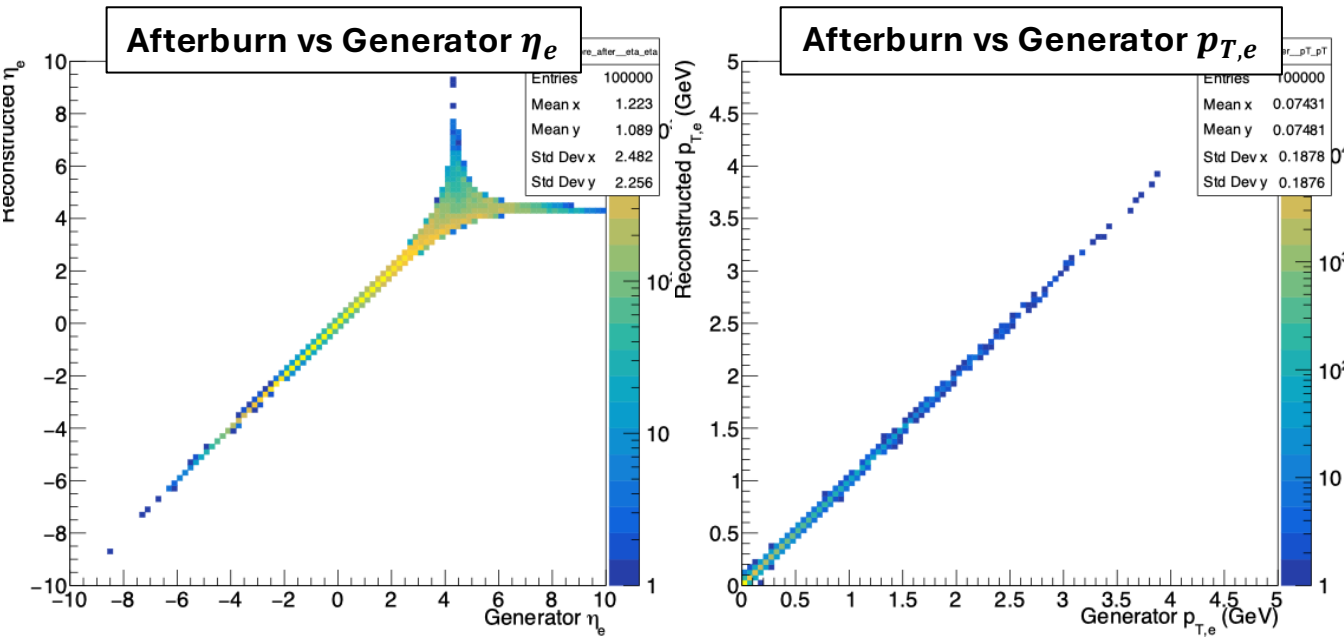 Afterburn vs Generator ηe
re_after__eta_eta
Entries 100000
Mean x 1.223
Mean y 1.089
Std Dev x 2.482
Std Dev y 2.256
Reconstructed ηe
10
8
6
4
2
0
−2
−4
−6
−8
−10
−10 −8 −6 −4 −2 0 2 4 6 8 10
Generator ηe
10²
10
1
Afterburn vs Generator pT,e
er__pT_pT
Entries 100000
Mean x 0.07431
Mean y 0.07481
Std Dev x 0.1878
Std Dev y 0.1876
Reconstructed pT,e (GeV)
5
4.5
4
3.5
3
2.5
2
1.5
1
0.5
0
0 0.5 1 1.5 2 2.5 3 3.5 4 4.5 5
Generator pT,e (GeV)
10²
10²
10
1